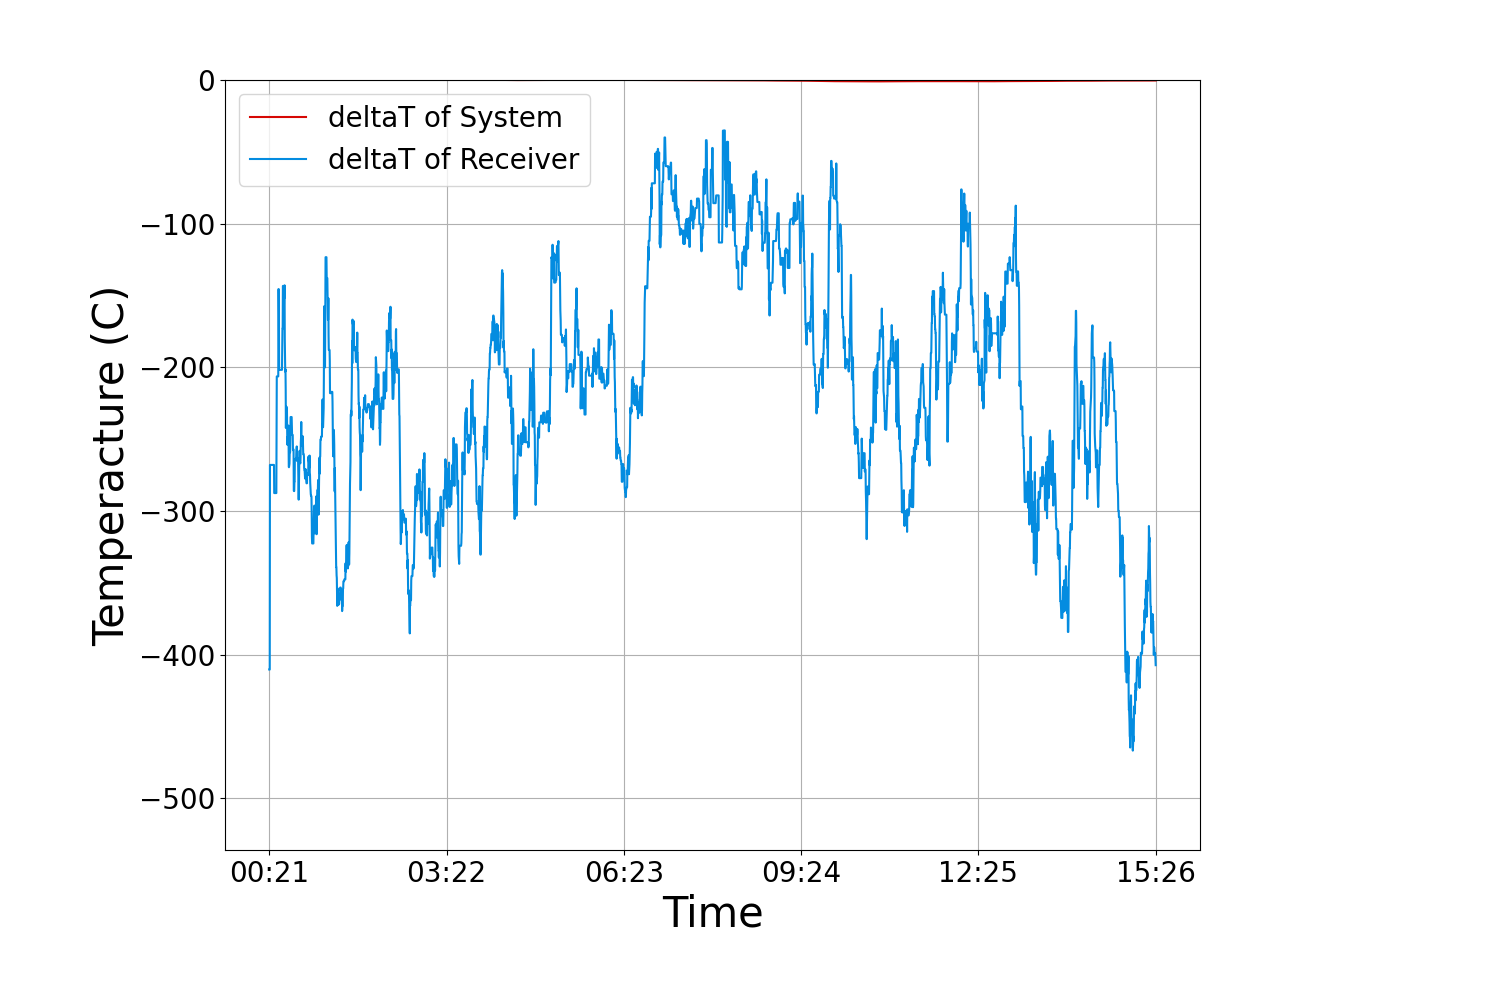 0
−100
−200
−300
−400
−500
Temperacture (C)
deltaT of System
deltaT of Receiver
00:21 03:22 06:23 09:24 12:25 15:26
Time